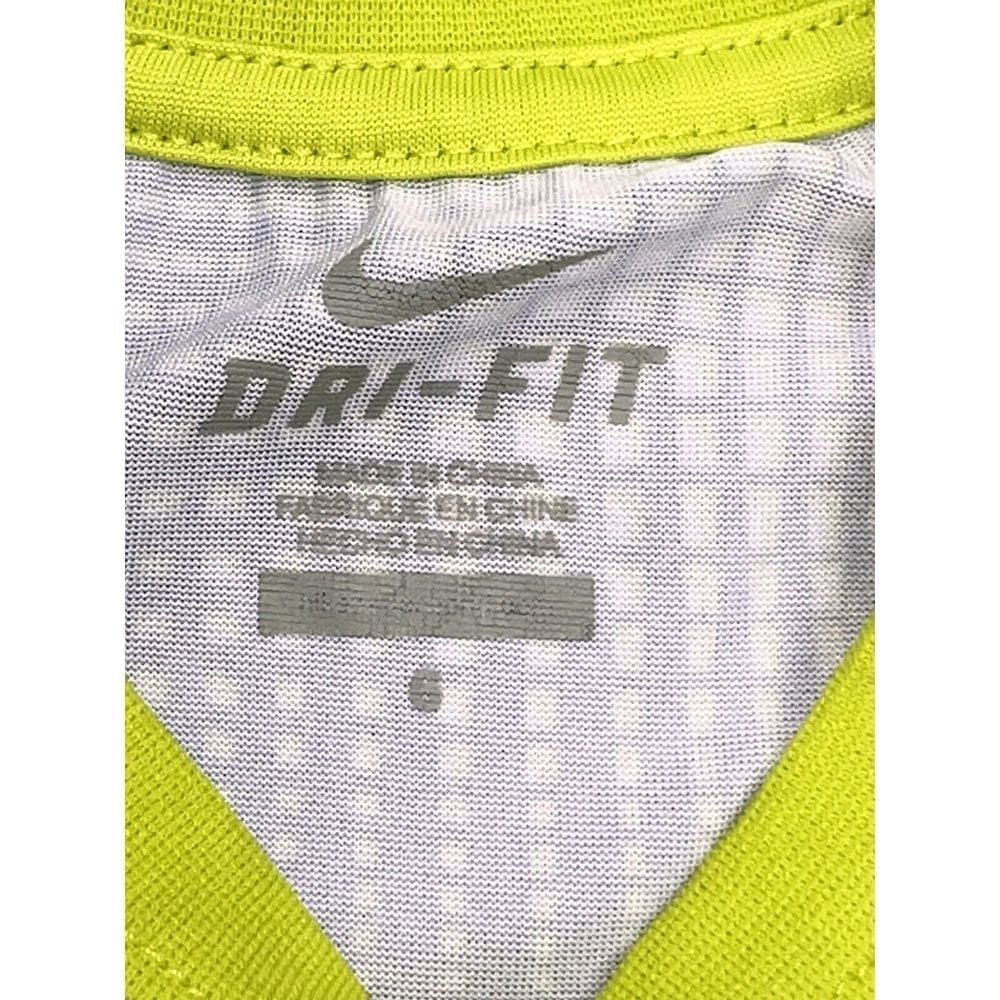 DRI-FIT
MADE IN CHINA
FABRIQUÉ EN CHINE
HECHO EN CHINA
6